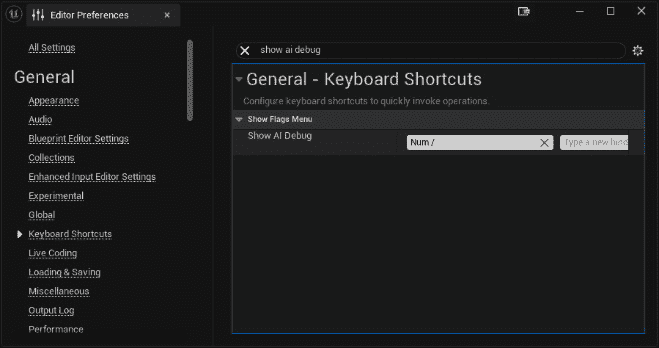 Editor Preferences
All Settings
General
Appearance
Audio
Blueprint Editor Settings
Collections
Enhanced Input Editor Settings
Experimental
Global
Keyboard Shortcuts
Live Coding
Loading & Saving
Miscellaneous
Output Log
Performance
show ai debug
General - Keyboard Shortcuts
Configure keyboard shortcuts to quickly invoke operations.
Show Flags Menu
Show AI Debug
Num /
Type a new